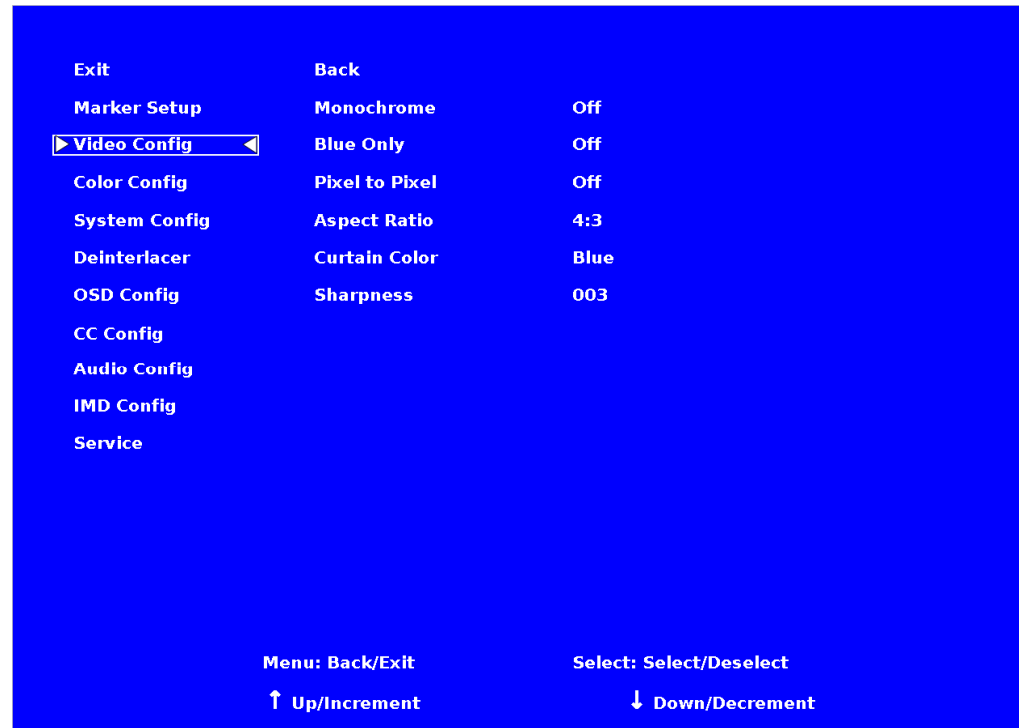 Exit Back
Marker Setup Monochrome Off
Video Config Blue Only Off
Color Config Pixel to Pixel Off
System Config Aspect Ratio 4:3
Deinterlacer Curtain Color Blue
OSD Config Sharpness 003
CC Config
Audio Config
IMD Config
Service
Menu: Back/Exit Select: Select/Deselect
↑ Up/Increment ↓ Down/Decrement